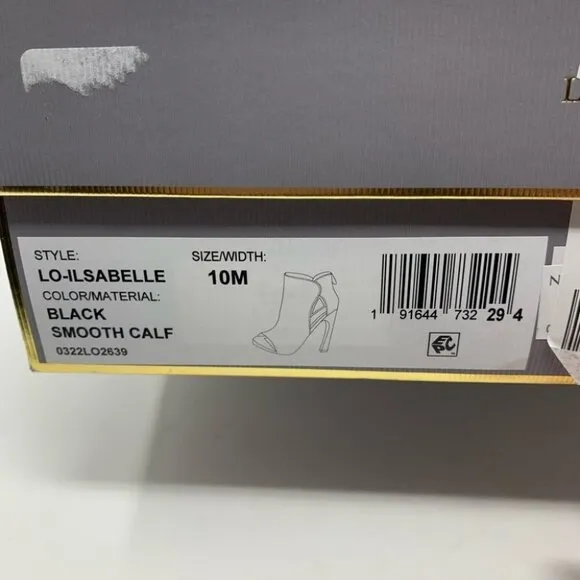 L
STYLE:
LO-ILSABELLE
COLOR/MATERIAL:
BLACK
SMOOTH CALF
0322LO2639
SIZE/WIDTH:
10M
1 91644 732 29 4
N